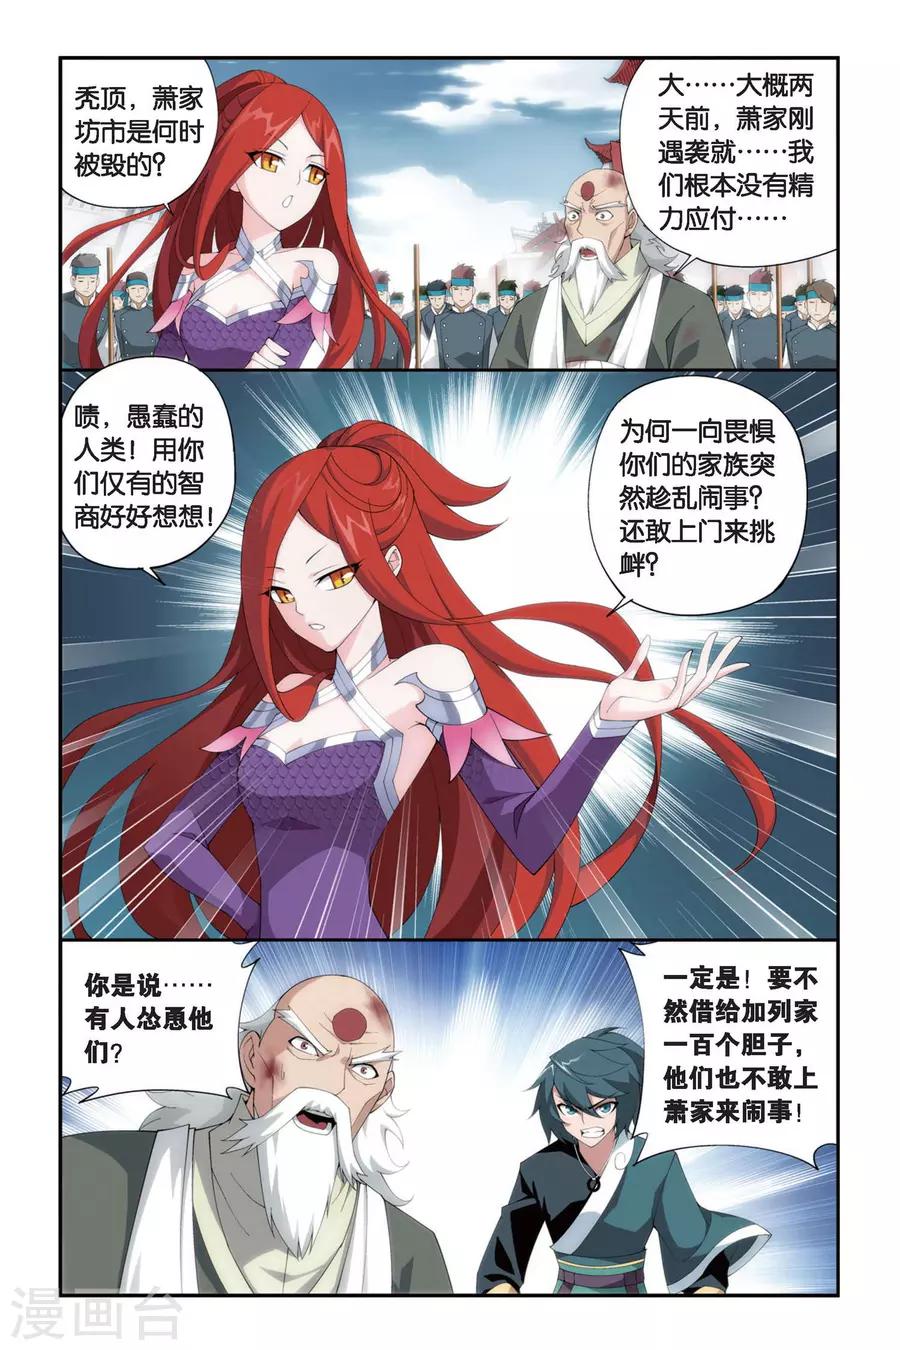 秃顶，萧家
坊市是何时
被毁的？
大……大概两
天前，萧家刚
遇袭就……我
们根本没有精
力应付……
啧，愚蠢的
人类！用你
们仅有的智
商好好想想！
为何一向畏惧
你们的家族突
然趁乱闹事？
还敢上门来挑
衅？
你是说……
有人怂恿他
们？
一定是！要不
然借给加列家
一百个胆子，
他们也不敢上
萧家来闹事！
漫画台